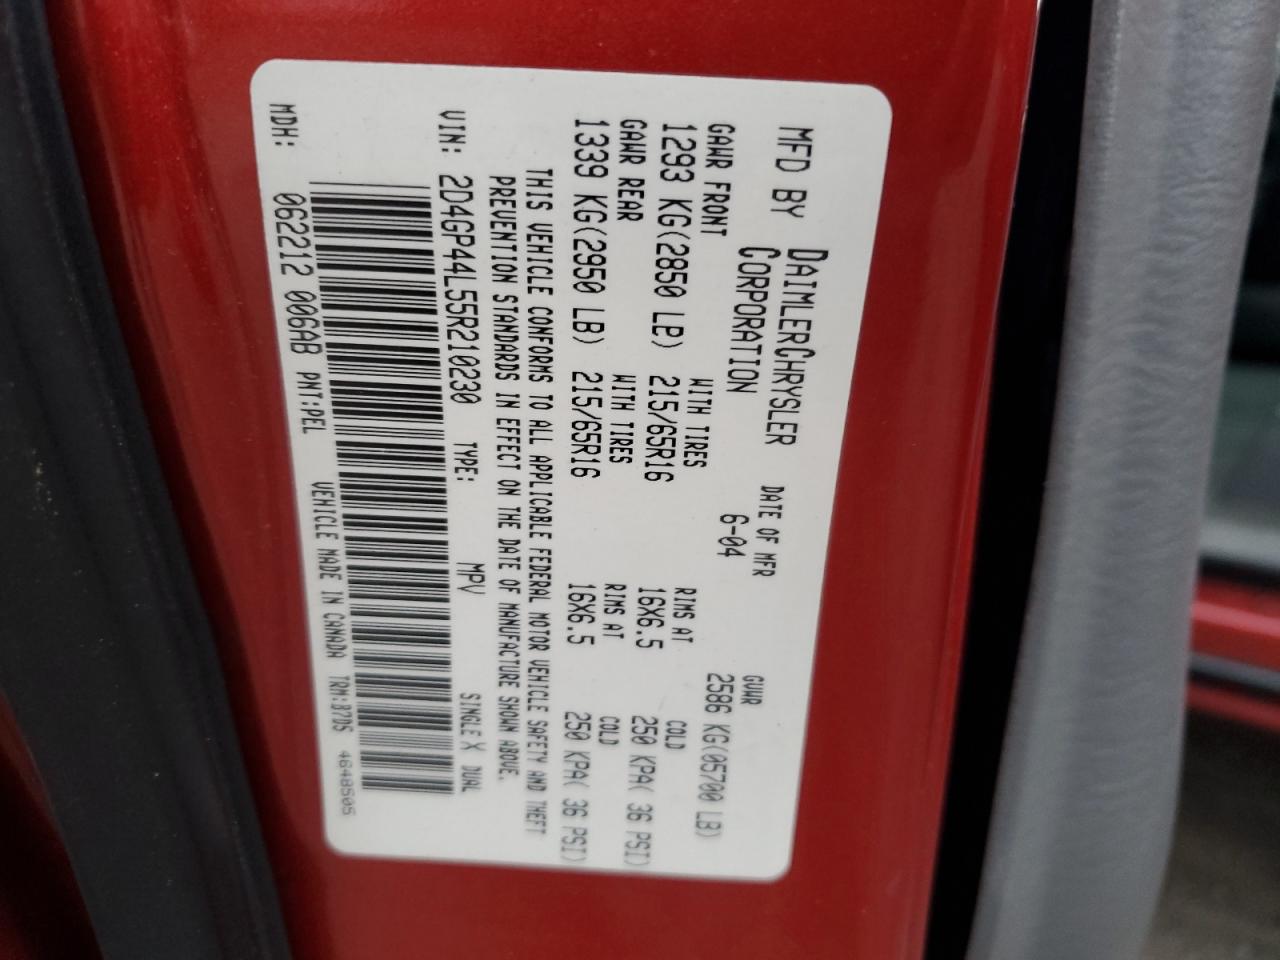 MFD BY DAIMLERCHRYSLER CORPORATION DATE OF MFR 6-04 GVWR 2586 KG(05700 LB)
GAWR FRONT WITH TIRES RIMS AT COLD
1293 KG(2850 LB) 215/65R16 16X6.5 250 KPA( 36 PSI)
GAWR REAR WITH TIRES RIMS AT COLD
1339 KG(2950 LB) 215/65R16 16X6.5 250 KPA( 36 PSI)
THIS VEHICLE CONFORMS TO ALL APPLICABLE FEDERAL MOTOR VEHICLE SAFETY AND THEFT
PREVENTION STANDARDS IN EFFECT ON THE DATE OF MANUFACTURE SHOWN ABOVE.
VIN: 2D4GP44L55R210230 TYPE: MPV SINGLE X DUAL
MDH: 062212 006AB PNT:PEL VEHICLE MADE IN CANADA TRM:B7D5 4648505